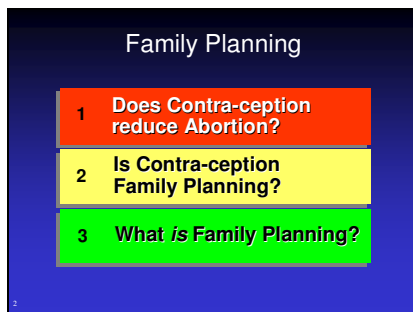 Family Planning
1
Does Contra-ception
reduce Abortion?
2
Is Contra-ception
Family Planning?
3
What is Family Planning?
2